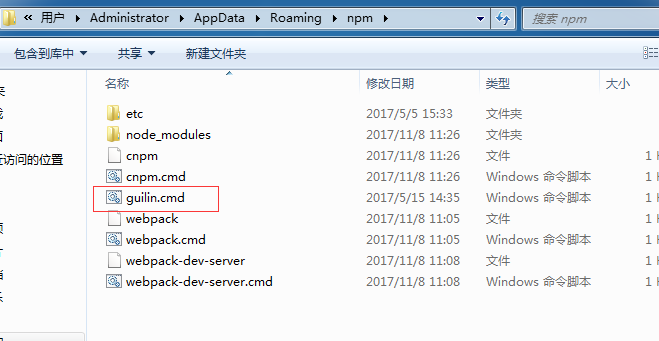 « 用户 ▸ Administrator ▸ AppData ▸ Roaming ▸ npm ▸
搜索 npm
包含到库中 共享 新建文件夹
名称 修改日期 类型 大小
etc 2017/5/5 15:33 文件夹
node_modules 2017/11/8 11:26 文件夹
近访问的位置
cnpm 2017/11/8 11:26 文件 1
cnpm.cmd 2017/11/8 11:26 Windows 命令脚本 1
guilin.cmd 2017/5/15 14:35 Windows 命令脚本 1
webpack 2017/11/8 11:05 文件 1
webpack.cmd 2017/11/8 11:05 Windows 命令脚本 1
webpack-dev-server 2017/11/8 11:08 文件 1
webpack-dev-server.cmd 2017/11/8 11:08 Windows 命令脚本 1